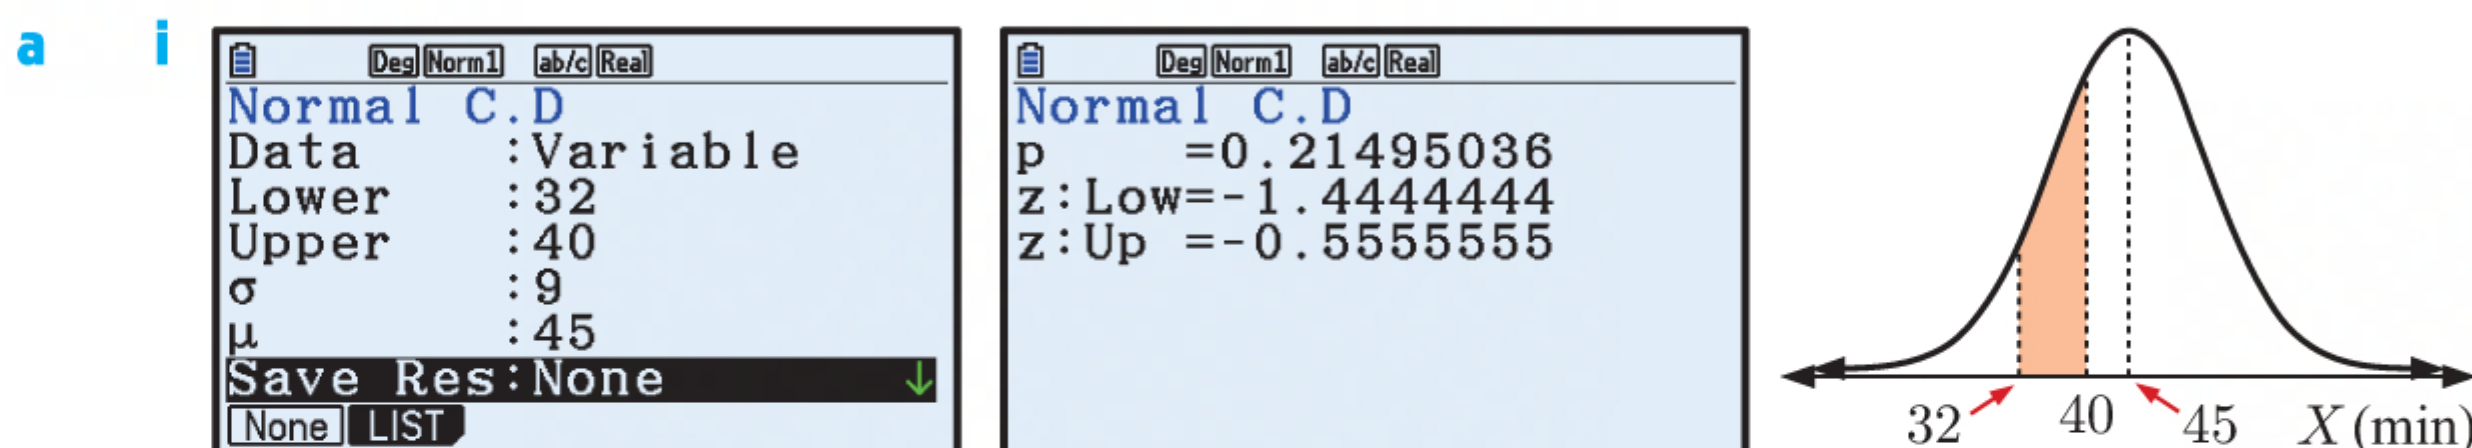 a i
Deg Norm1 ab/c Real
Normal C.D
Data :Variable
Lower :32
Upper :40
σ :9
μ :45
Save Res:None ↓
None LIST
Deg Norm1 ab/c Real
Normal C.D
p =0.21495036
z:Low=-1.4444444
z:Up =-0.5555555
32 40 45 X (min)